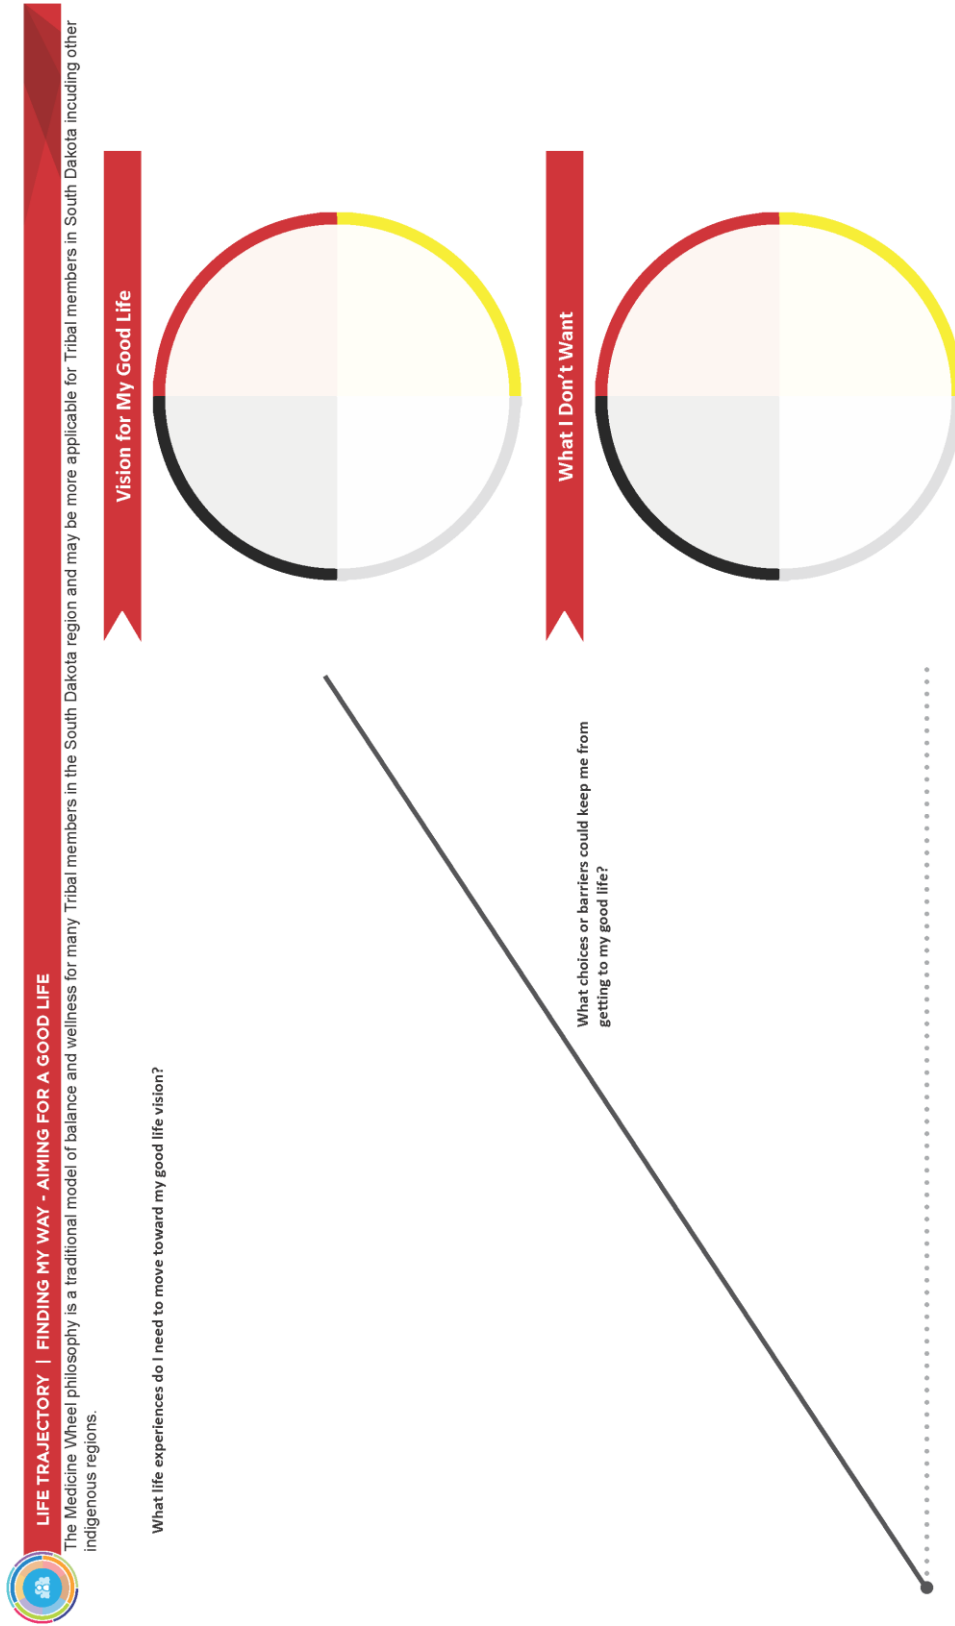 LIFE TRAJECTORY | FINDING MY WAY - AIMING FOR A GOOD LIFE
The Medicine Wheel philosophy is a traditional model of balance and wellness for many Tribal members in the South Dakota region and may be more applicable for Tribal members in South Dakota incuding other
indigenous regions.
Vision for My Good Life
What life experiences do I need to move toward my good life vision?
What I Don't Want
What choices or barriers could keep me from
getting to my good life?